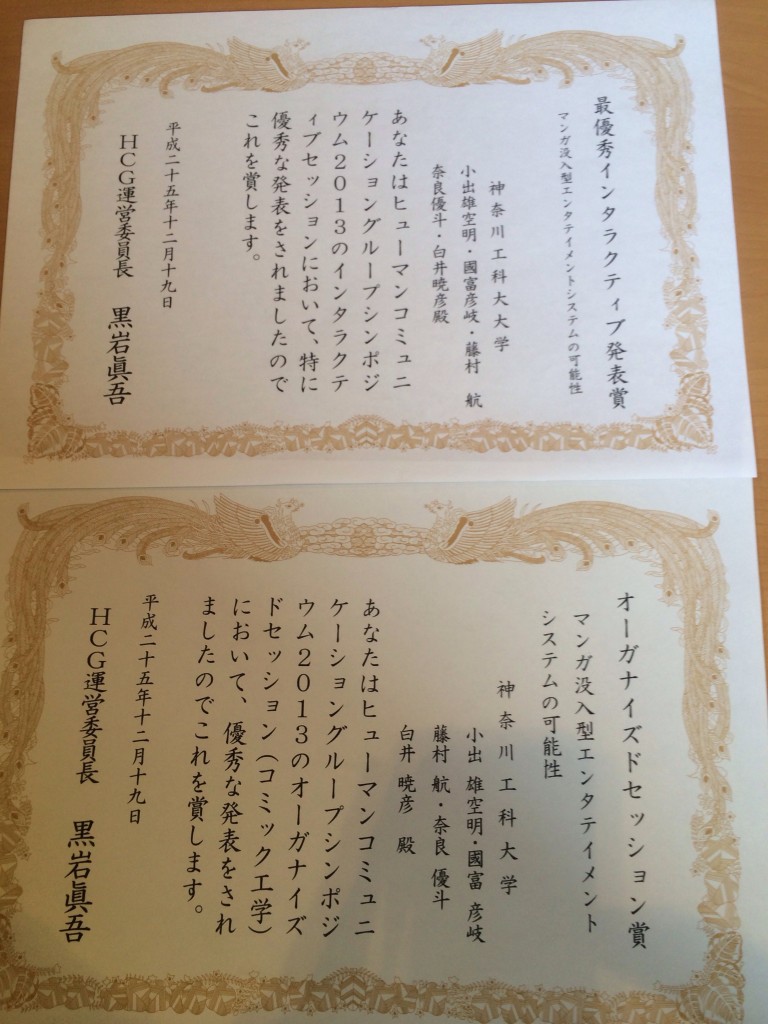 最優秀インタラクティブ発表賞
マンガ没入型エンタテイメントシステムの可能性
神奈川工科大大学
小出雄空明・國富彦岐・藤村 航
奈良優斗・白井暁彦殿
あなたはヒューマンコミュニ
ケーショングループシンポジ
ウム2013のインタラクテ
ィブセッションにおいて、特に
優秀な発表をされましたので
これを賞します。
平成二十五年十二月十九日
HCG運営委員長 黒岩眞吾
オーガナイズドセッション賞
マンガ没入型エンタテイメント
システムの可能性
神奈川工科大学
小出 雄空明・國富 彦岐
藤村 航・奈良 優斗
白井 暁彦 殿
あなたはヒューマンコミュニ
ケーショングループシンポジ
ウム2013のオーガナイズ
ドセッション(コミック工学)
において、優秀な発表をされ
ましたのでこれを賞します。
平成二十五年十二月十九日
HCG運営委員長 黒岩眞吾